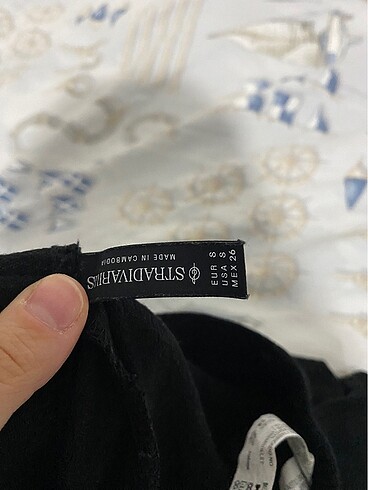 STRADIVARIUS
MADE IN CAMBODIA
EUR S
USA S
MEX 26